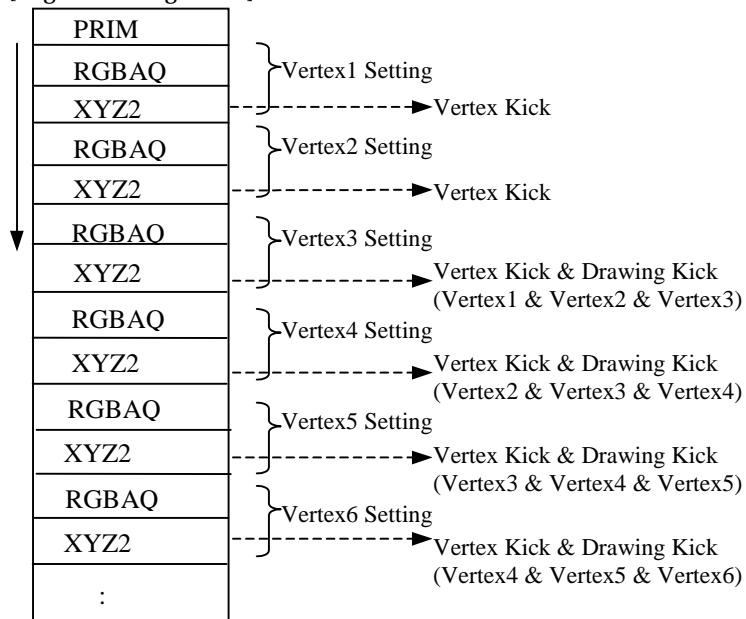 PRIM
RGBAQ
Vertex1 Setting
XYZ2
Vertex Kick
RGBAQ
Vertex2 Setting
XYZ2
Vertex Kick
RGBAQ
Vertex3 Setting
XYZ2
Vertex Kick & Drawing Kick
(Vertex1 & Vertex2 & Vertex3)
RGBAQ
Vertex4 Setting
XYZ2
Vertex Kick & Drawing Kick
(Vertex2 & Vertex3 & Vertex4)
RGBAQ
Vertex5 Setting
XYZ2
Vertex Kick & Drawing Kick
(Vertex3 & Vertex4 & Vertex5)
RGBAQ
Vertex6 Setting
XYZ2
Vertex Kick & Drawing Kick
(Vertex4 & Vertex5 & Vertex6)
: